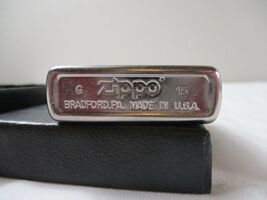 G Zippo 15
BRADFORD,PA. MADE IN U.S.A.